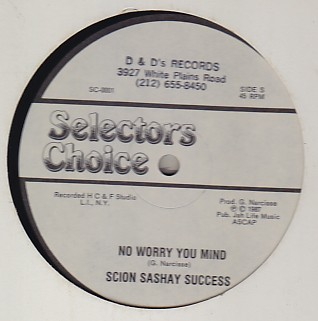 D & D's RECORDS
3927 White Plains Road
(212) 655-8450
SC-0001
SIDE S
45 RPM
Selectors
Choice
Recorded H C & F Studio
L.I., N.Y.
Prod. G. Narcisse
℗ © 1987
Pub. Jah Life Music
ASCAP
NO WORRY YOU MIND
(G. Narcisse)
SCION SASHAY SUCCESS